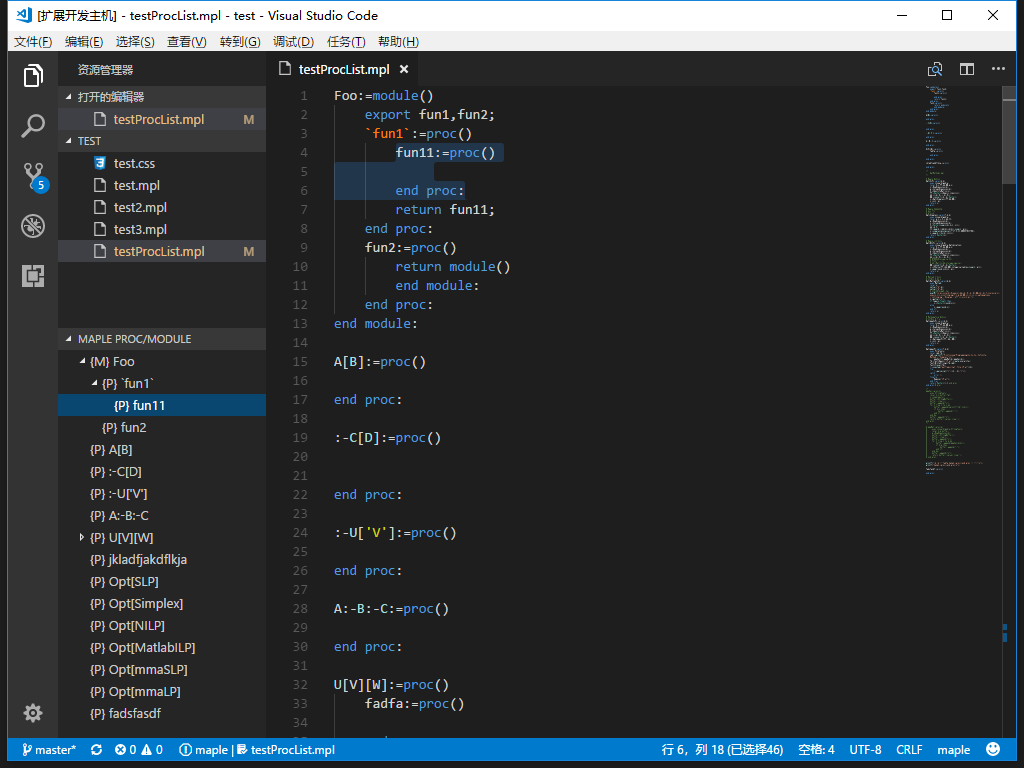 [扩展开发主机] - testProcList.mpl - test - Visual Studio Code
文件(F) 编辑(E) 选择(S) 查看(V) 转到(G) 调试(D) 任务(T) 帮助(H)
资源管理器
打开的编辑器
testProcList.mpl M
TEST
test.css
test.mpl
test2.mpl
test3.mpl
testProcList.mpl M
5
MAPLE PROC/MODULE
{M} Foo
{P} `fun1`
{P} fun11
{P} fun2
{P} A[B]
{P} :-C[D]
{P} :-U['V']
{P} A:-B:-C
{P} U[V][W]
{P} jkladfjakdflkja
{P} Opt[SLP]
{P} Opt[Simplex]
{P} Opt[NILP]
{P} Opt[MatlabILP]
{P} Opt[mmaSLP]
{P} Opt[mmaLP]
{P} fadsfasdf
testProcList.mpl
1 Foo:=module()
2 export fun1,fun2;
3 `fun1`:=proc()
4 fun11:=proc()
5
6 end proc:
7 return fun11;
8 end proc:
9 fun2:=proc()
10 return module()
11 end module:
12 end proc:
13 end module:
14
15 A[B]:=proc()
16
17 end proc:
18
19 :-C[D]:=proc()
20
21
22 end proc:
23
24 :-U['V']:=proc()
25
26 end proc:
27
28 A:-B:-C:=proc()
29
30 end proc:
31
32 U[V][W]:=proc()
33 fadfa:=proc()
34
master* 0 0 maple | testProcList.mpl 行 6，列 18 (已选择46) 空格: 4 UTF-8 CRLF maple